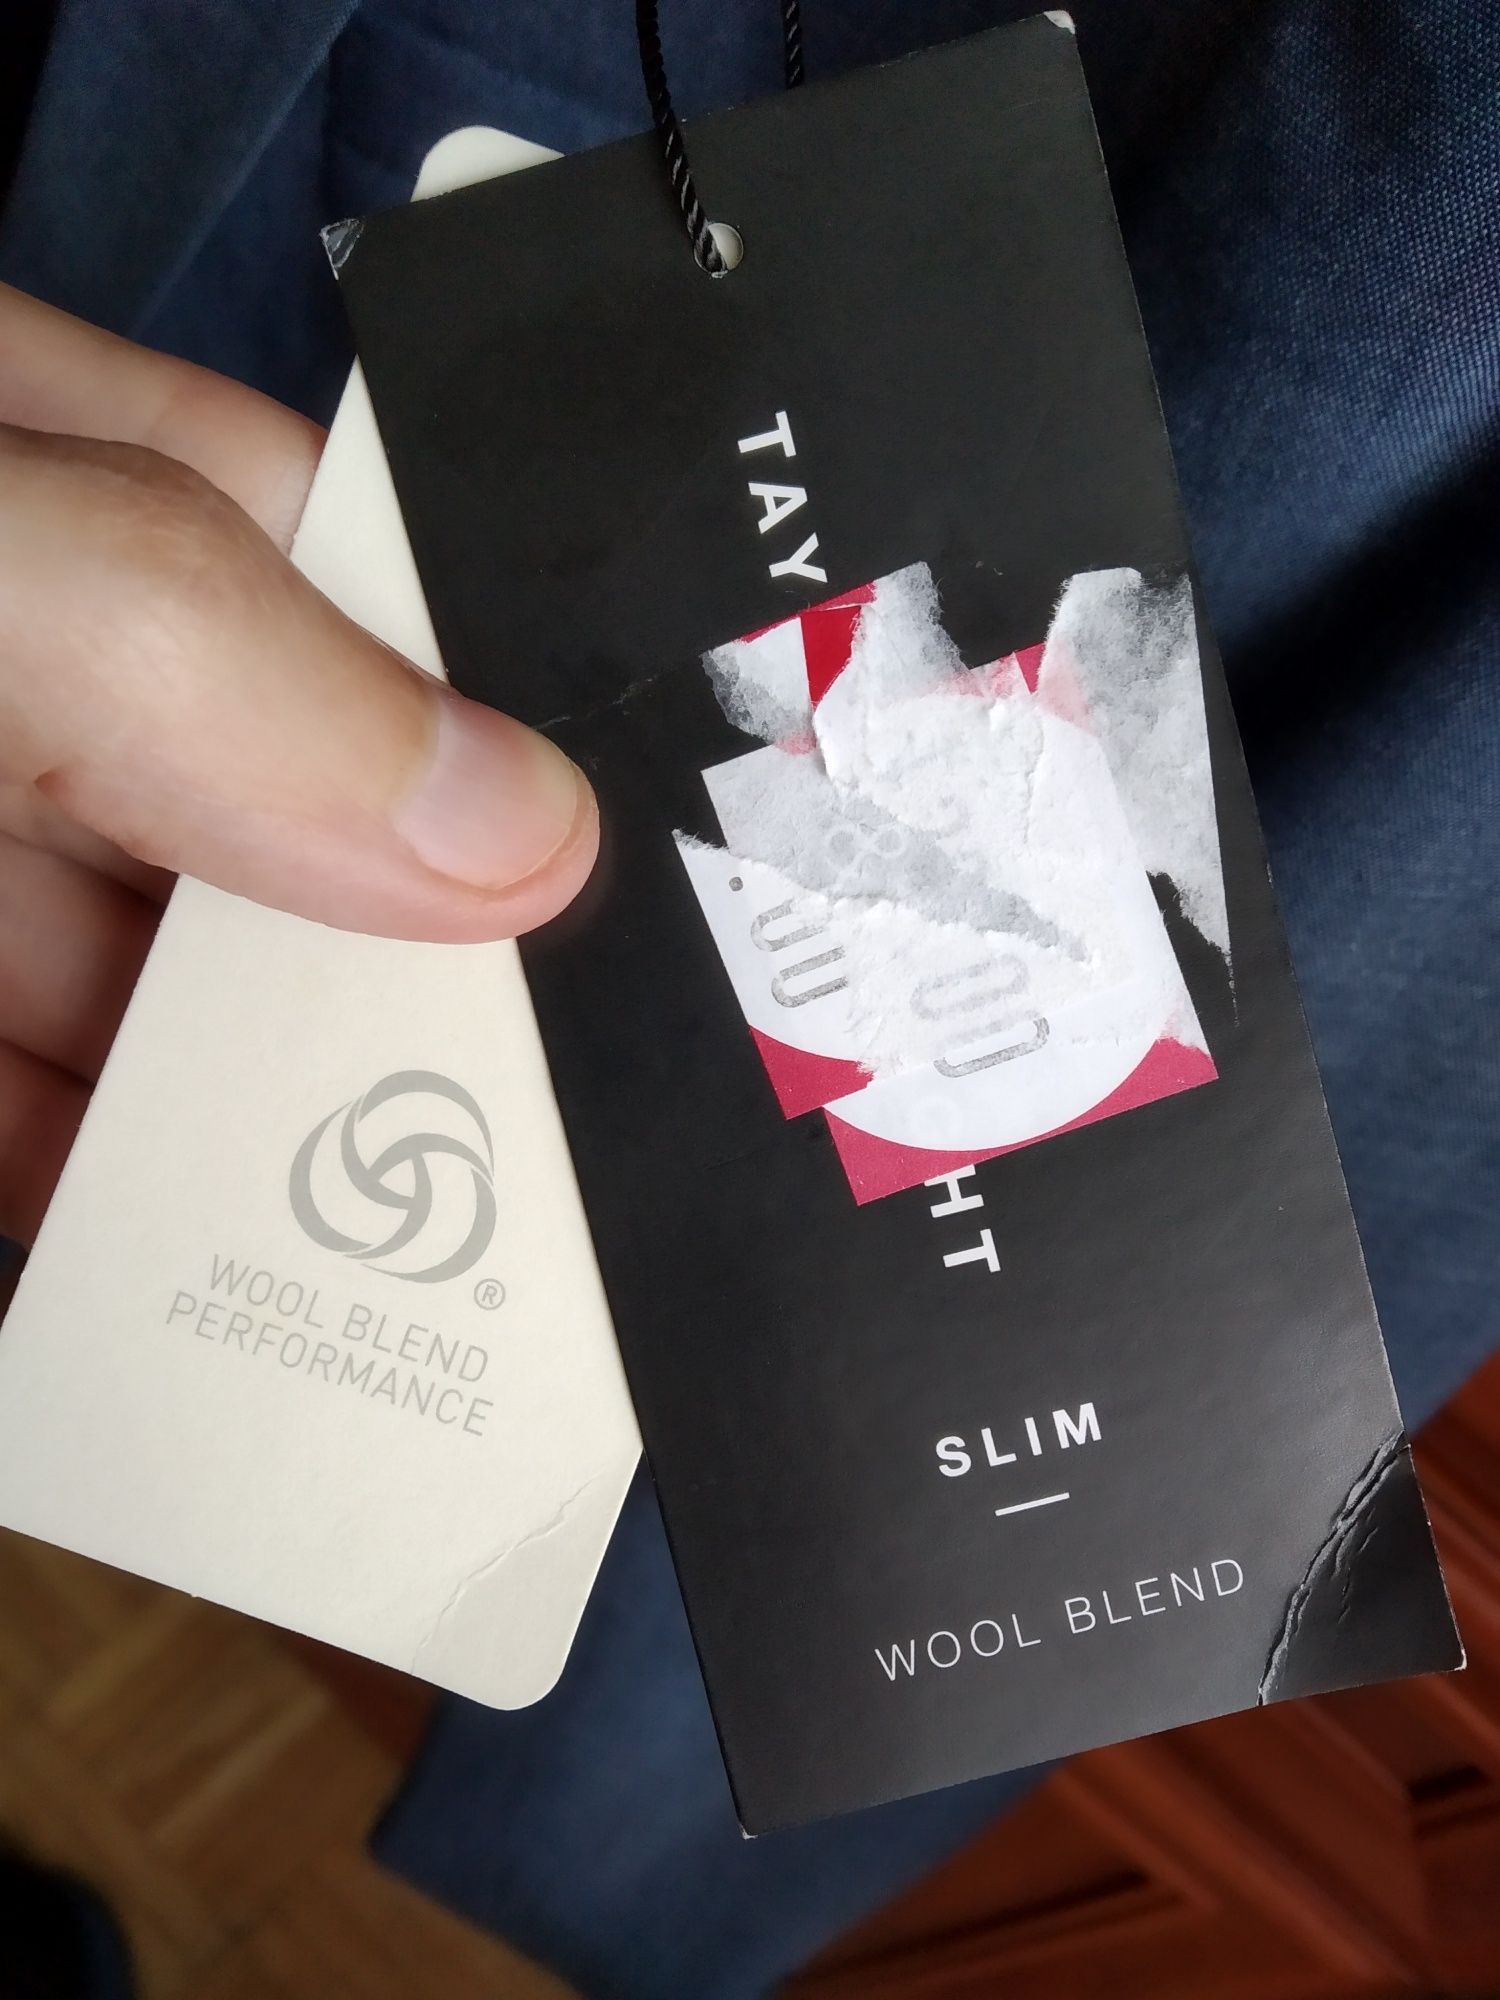 TAY
HT
SLIM
WOOL BLEND
WOOL BLEND
PERFORMANCE